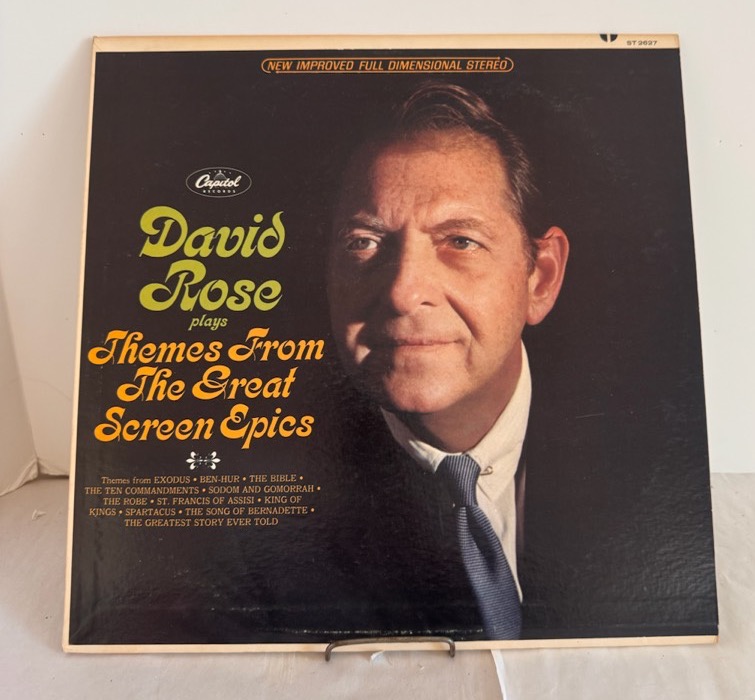 ST 2627
NEW IMPROVED FULL DIMENSIONAL STEREO
Capitol
RECORDS
David
Rose
plays
Themes From
The Great
Screen Epics
Themes from EXODUS • BEN-HUR • THE BIBLE •
THE TEN COMMANDMENTS • SODOM AND GOMORRAH •
THE ROBE • ST. FRANCIS OF ASSISI • KING OF
KINGS • SPARTACUS • THE SONG OF BERNADETTE •
THE GREATEST STORY EVER TOLD